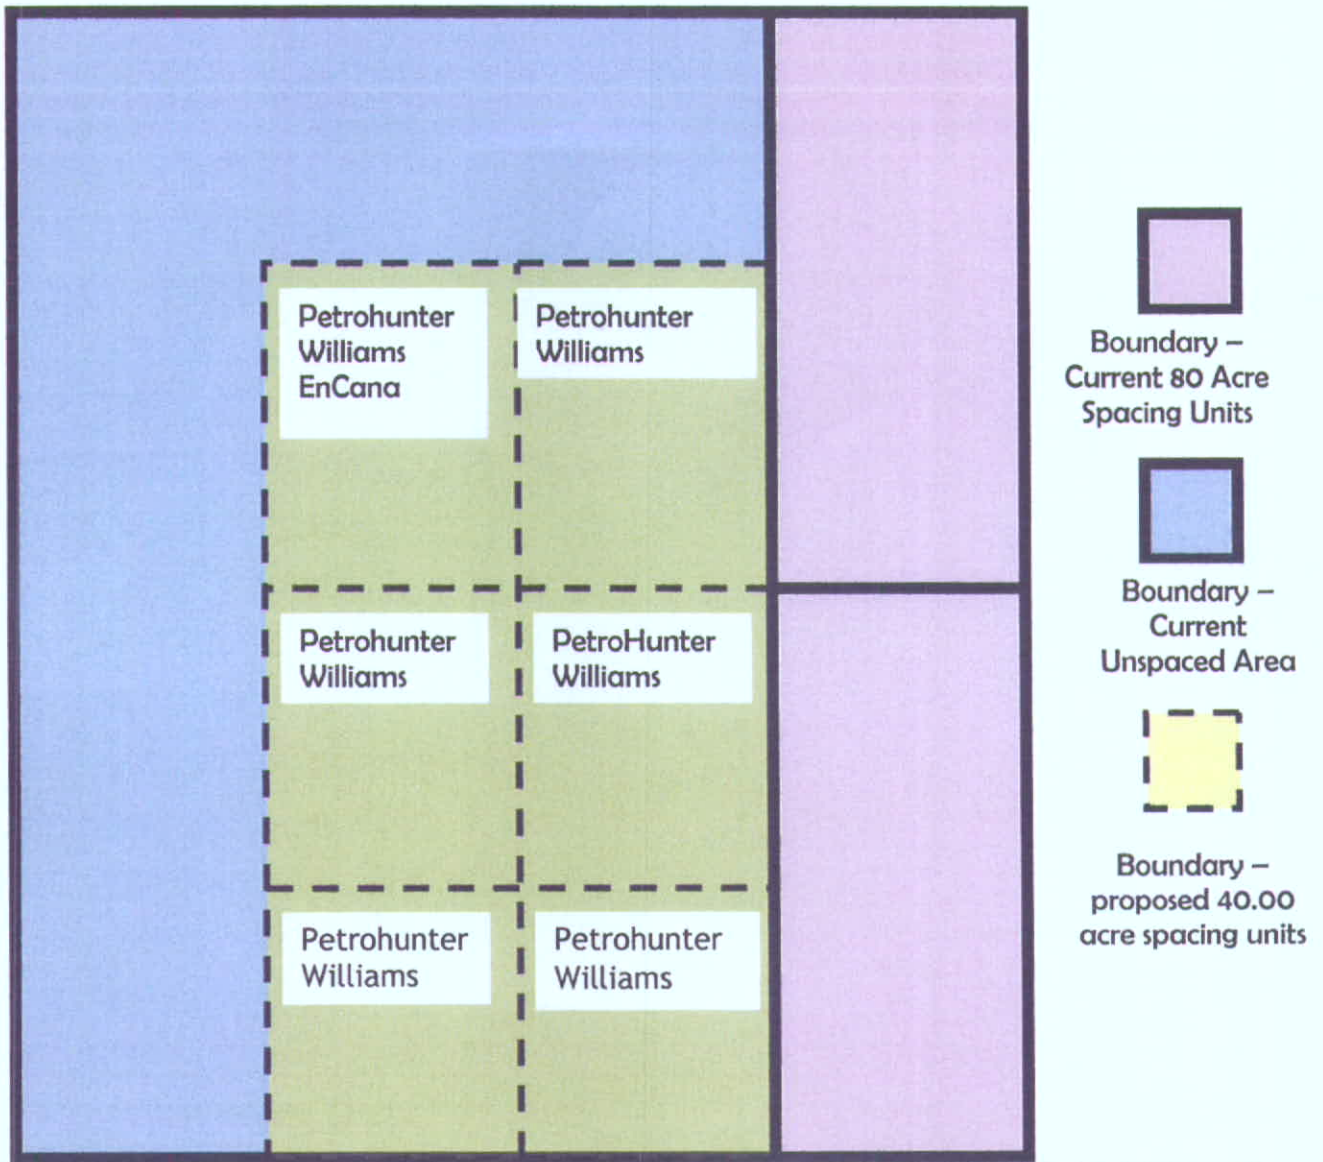 Petrohunter
Williams
EnCana
Petrohunter
Williams
Petrohunter
Williams
PetroHunter
Williams
Petrohunter
Williams
Petrohunter
Williams
Boundary –
Current 80 Acre
Spacing Units
Boundary –
Current
Unspaced Area
Boundary –
proposed 40.00
acre spacing units